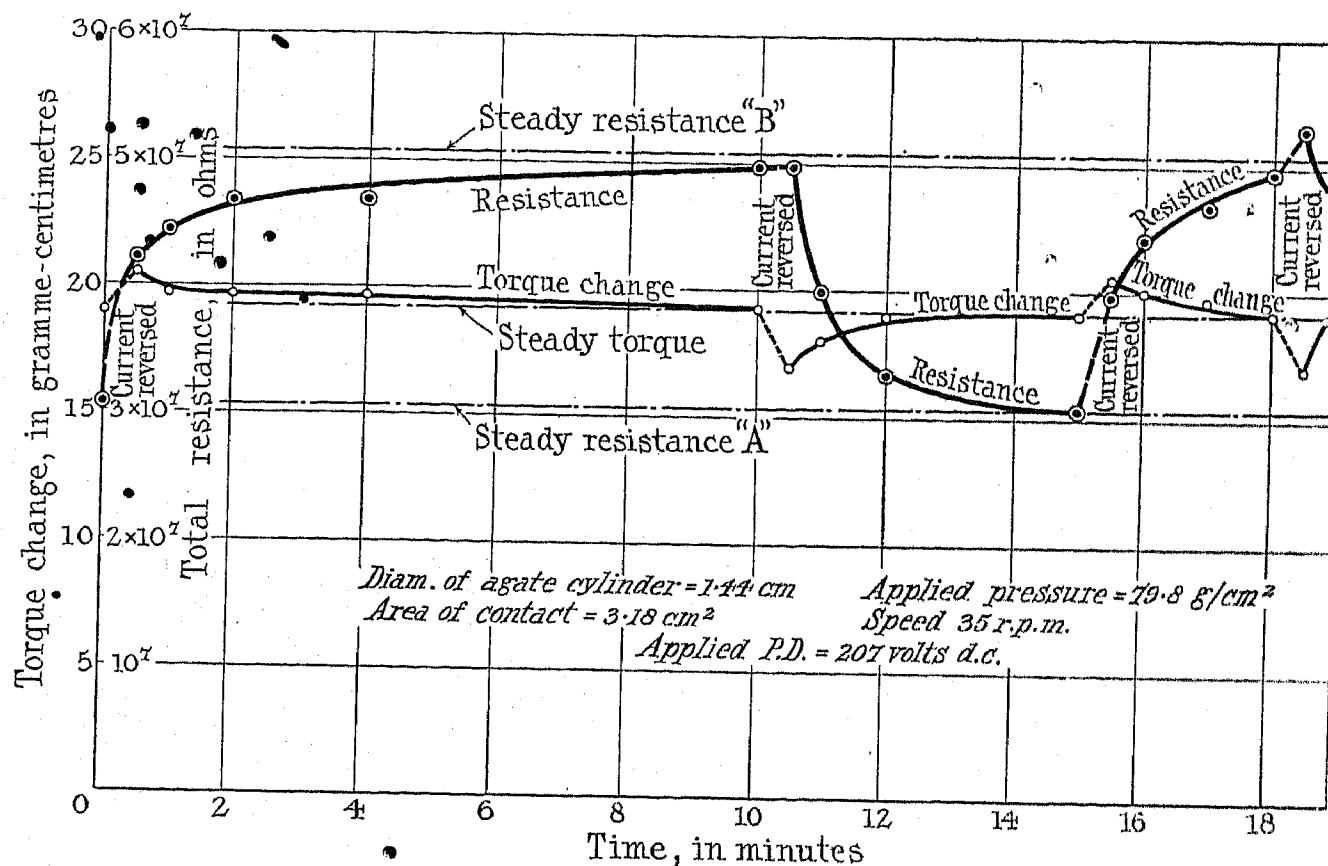 30 6×10⁷
Steady resistance "B"
25 5×10⁷
Resistance
Current reversed
Resistance
Current reversed
20
Torque change
Torque change
Torque change
Current reversed
Steady torque
Current reversed
Resistance
15 3×10⁷
Steady resistance "A"
10 2×10⁷
Diam. of agate cylinder = 1·44 cm
Applied pressure = 79·8 g/cm²
Area of contact = 3·18 cm²
Speed 35 r.p.m.
Applied P.D. = 207 volts d.c.
5 10⁷
0 2 4 6 8 10 12 14 16 18
Time, in minutes
Torque change, in gramme-centimetres
Total resistance, in ohms